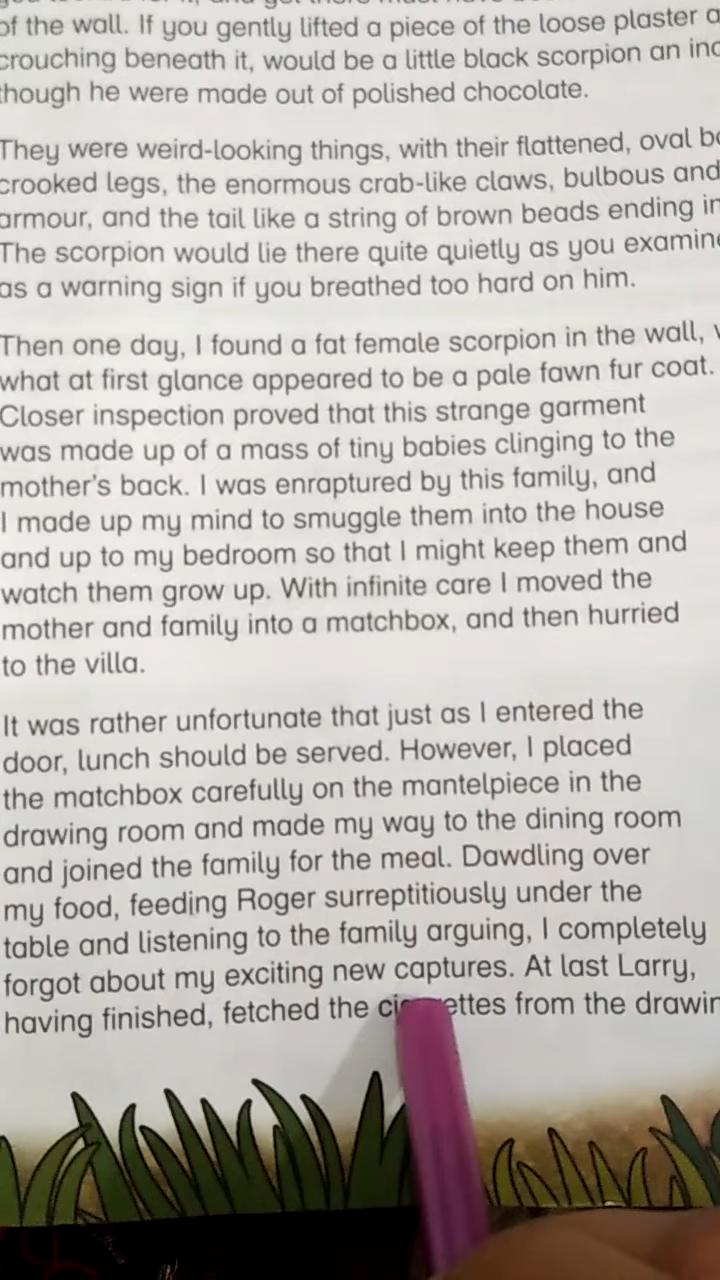 of the wall. If you gently lifted a piece of the loose plaster
crouching beneath it, would be a little black scorpion an
though he were made out of polished chocolate.
They were weird-looking things, with their flattened, oval
crooked legs, the enormous crab-like claws, bulbous and
armour, and the tail like a string of brown beads ending
The scorpion would lie there quite quietly as you
as a warning sign if you breathed too hard on him.
Then one day, I found a fat female scorpion in the wall,
what at first glance appeared to be a pale fawn fur coat.
Closer inspection proved that this strange garment
was made up of a mass of tiny babies clinging to the
mother's back. I was enraptured by this family, and
I made up my mind to smuggle them into the house
and up to my bedroom so that I might keep them and
watch them grow up. With infinite care I moved the
mother and family into a matchbox, and then hurried
to the villa.
It was rather unfortunate that just as I entered the
door, lunch should be served. However, I placed
the matchbox carefully on the mantelpiece in the
drawing room and made my way to the dining room
and joined the family for the meal. Dawdling over
my food, feeding Roger surreptitiously under the
table and listening to the family arguing, I completely
forgot about my exciting new captures. At last Larry,
having finished, fetched the from the